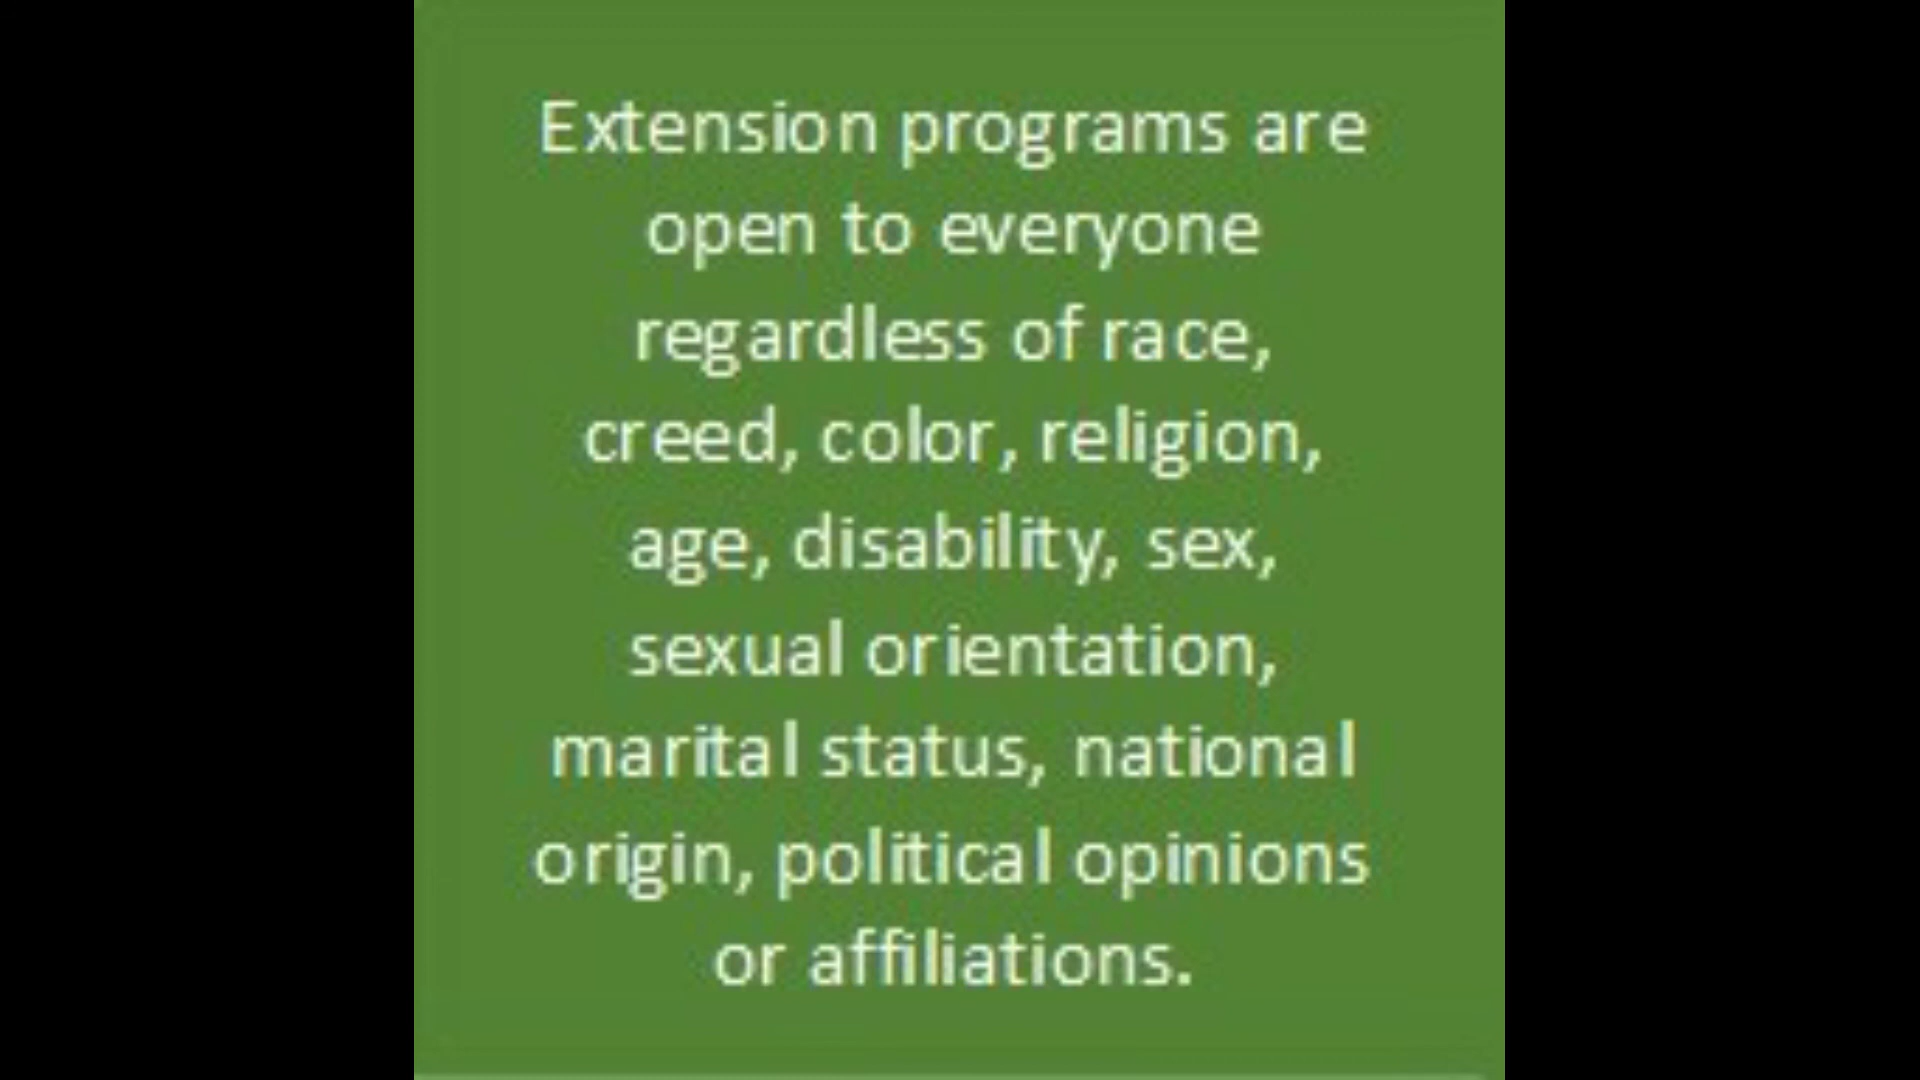 Extension programs are
open to everyone
regardless of race,
creed, color, religion,
age, disability, sex,
sexual orientation,
marital status, national
origin, political opinions
or affiliations.